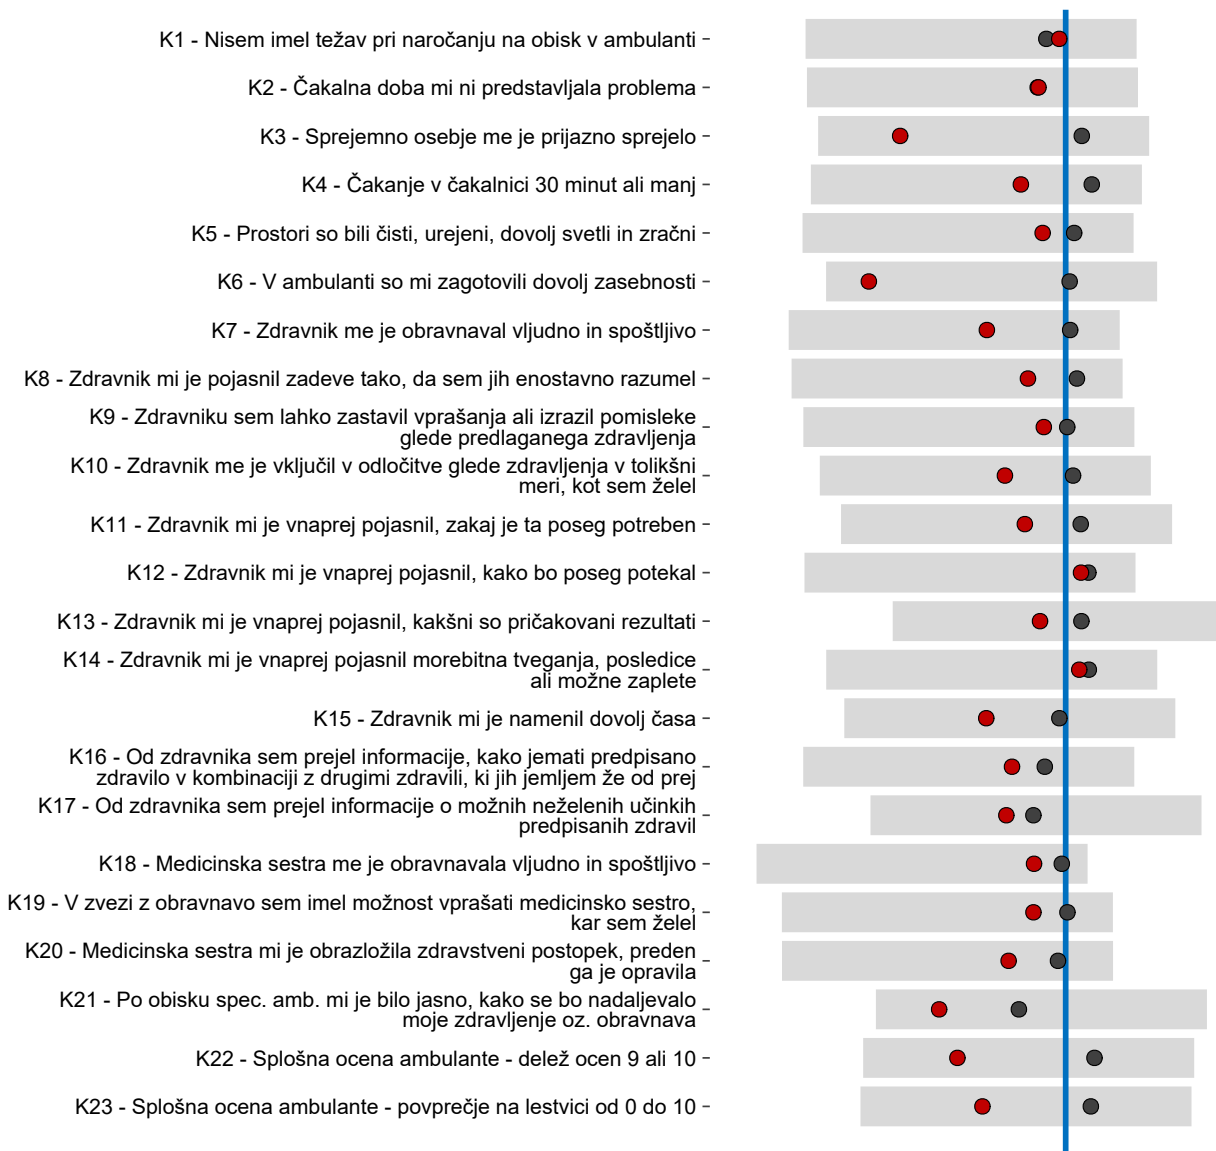 K1 - Nisem imel težav pri naročanju na obisk v ambulanti
K2 - Čakalna doba mi ni predstavljala problema
K3 - Sprejemno osebje me je prijazno sprejelo
K4 - Čakanje v čakalnici 30 minut ali manj
K5 - Prostori so bili čisti, urejeni, dovolj svetli in zračni
K6 - V ambulanti so mi zagotovili dovolj zasebnosti
K7 - Zdravnik me je obravnaval vljudno in spoštljivo
K8 - Zdravnik mi je pojasnil zadeve tako, da sem jih enostavno razumel
K9 - Zdravniku sem lahko zastavil vprašanja ali izrazil pomisleke
glede predlaganega zdravljenja
K10 - Zdravnik me je vključil v odločitve glede zdravljenja v tolikšni
meri, kot sem želel
K11 - Zdravnik mi je vnaprej pojasnil, zakaj je ta poseg potreben
K12 - Zdravnik mi je vnaprej pojasnil, kako bo poseg potekal
K13 - Zdravnik mi je vnaprej pojasnil, kakšni so pričakovani rezultati
K14 - Zdravnik mi je vnaprej pojasnil morebitna tveganja, posledice
ali možne zaplete
K15 - Zdravnik mi je namenil dovolj časa
K16 - Od zdravnika sem prejel informacije, kako jemati predpisano
zdravilo v kombinaciji z drugimi zdravili, ki jih jemljem že od prej
K17 - Od zdravnika sem prejel informacije o možnih neželenih učinkih
predpisanih zdravil
K18 - Medicinska sestra me je obravnavala vljudno in spoštljivo
K19 - V zvezi z obravnavo sem imel možnost vprašati medicinsko sestro,
kar sem želel
K20 - Medicinska sestra mi je obrazložila zdravstveni postopek, preden
ga je opravila
K21 - Po obisku spec. amb. mi je bilo jasno, kako se bo nadaljevalo
moje zdravljenje oz. obravnava
K22 - Splošna ocena ambulante - delež ocen 9 ali 10
K23 - Splošna ocena ambulante - povprečje na lestvici od 0 do 10